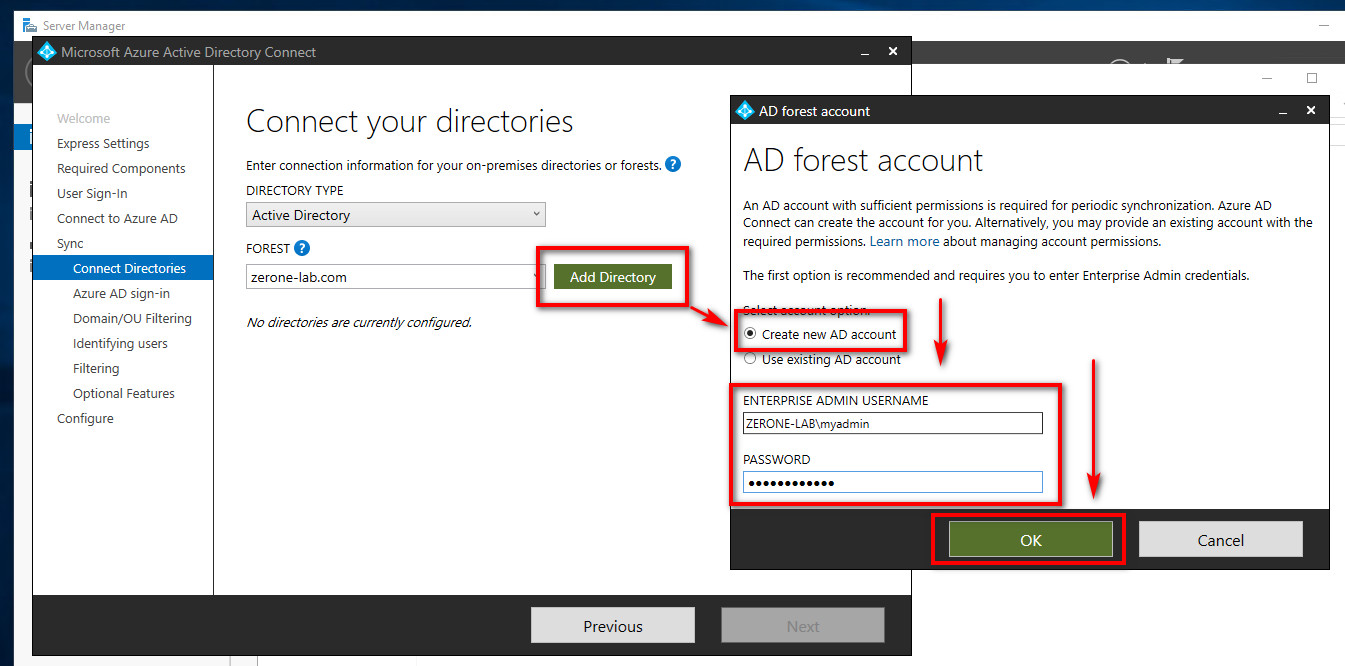 Server Manager
Microsoft Azure Active Directory Connect
Welcome
Express Settings
Required Components
User Sign-In
Connect to Azure AD
Sync
Connect Directories
Azure AD sign-in
Domain/OU Filtering
Identifying users
Filtering
Optional Features
Configure
Connect your directories
Enter connection information for your on-premises directories or forests. ?
DIRECTORY TYPE
Active Directory
FOREST ?
zerone-lab.com
Add Directory
No directories are currently configured.
Previous
Next
AD forest account
AD forest account
An AD account with sufficient permissions is required for periodic synchronization. Azure AD
Connect can create the account for you. Alternatively, you may provide an existing account with the
required permissions. Learn more about managing account permissions.
The first option is recommended and requires you to enter Enterprise Admin credentials.
Select account option.
Create new AD account
Use existing AD account
ENTERPRISE ADMIN USERNAME
ZERONE-LAB\myadmin
PASSWORD
●●●●●●●●●●●●
OK
Cancel